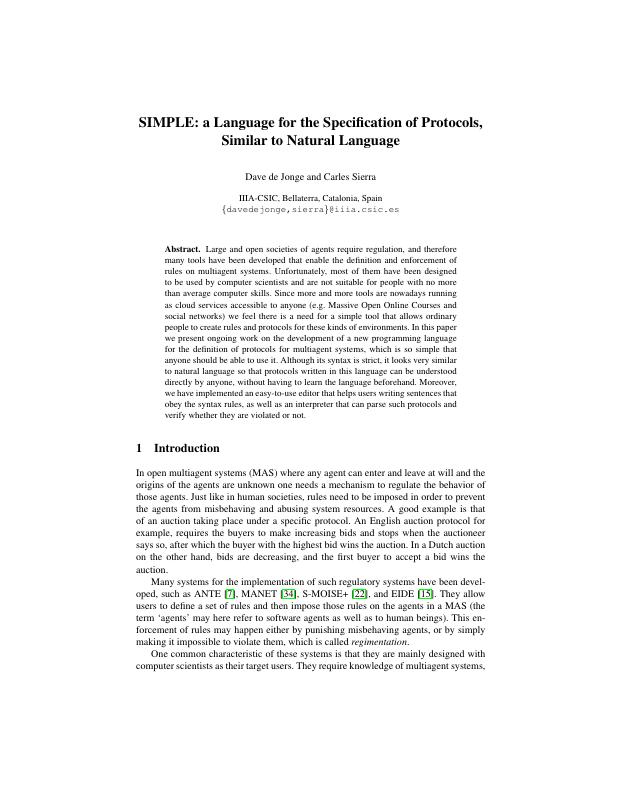 SIMPLE: a Language for the Specification of Protocols,
Similar to Natural Language
Dave de Jonge and Carles Sierra
IIIA-CSIC, Bellaterra, Catalonia, Spain
{davedejonge,sierra}@iiia.csic.es
Abstract. Large and open societies of agents require regulation, and therefore
many tools have been developed that enable the definition and enforcement of
rules on multiagent systems. Unfortunately, most of them have been designed
to be used by computer scientists and are not suitable for people with no more
than average computer skills. Since more and more tools are nowadays running
as cloud services accessible to anyone (e.g. Massive Open Online Courses and
social networks) we feel there is a need for a simple tool that allows ordinary
people to create rules and protocols for these kinds of environments. In this paper
we present ongoing work on the development of a new programming language
for the definition of protocols for multiagent systems, which is so simple that
anyone should be able to use it. Although its syntax is strict, it looks very similar
to natural language so that protocols written in this language can be understood
directly by anyone, without having to learn the language beforehand. Moreover,
we have implemented an easy-to-use editor that helps users writing sentences that
obey the syntax rules, as well as an interpreter that can parse such protocols and
verify whether they are violated or not.
1 Introduction
In open multiagent systems (MAS) where any agent can enter and leave at will and the
origins of the agents are unknown one needs a mechanism to regulate the behavior of
those agents. Just like in human societies, rules need to be imposed in order to prevent
the agents from misbehaving and abusing system resources. A good example is that
of an auction taking place under a specific protocol. An English auction protocol for
example, requires the buyers to make increasing bids and stops when the auctioneer
says so, after which the buyer with the highest bid wins the auction. In a Dutch auction
on the other hand, bids are decreasing, and the first buyer to accept a bid wins the
auction.
Many systems for the implementation of such regulatory systems have been devel-
oped, such as ANTE [7], MANET [34], S-MOISE+ [22], and EIDE [15]. They allow
users to define a set of rules and then impose those rules on the agents in a MAS (the
term ‘agents’ may here refer to software agents as well as to human beings). This en-
forcement of rules may happen either by punishing misbehaving agents, or by simply
making it impossible to violate them, which is called regimentation.
One common characteristic of these systems is that they are mainly designed with
computer scientists as their target users. They require knowledge of multiagent systems,